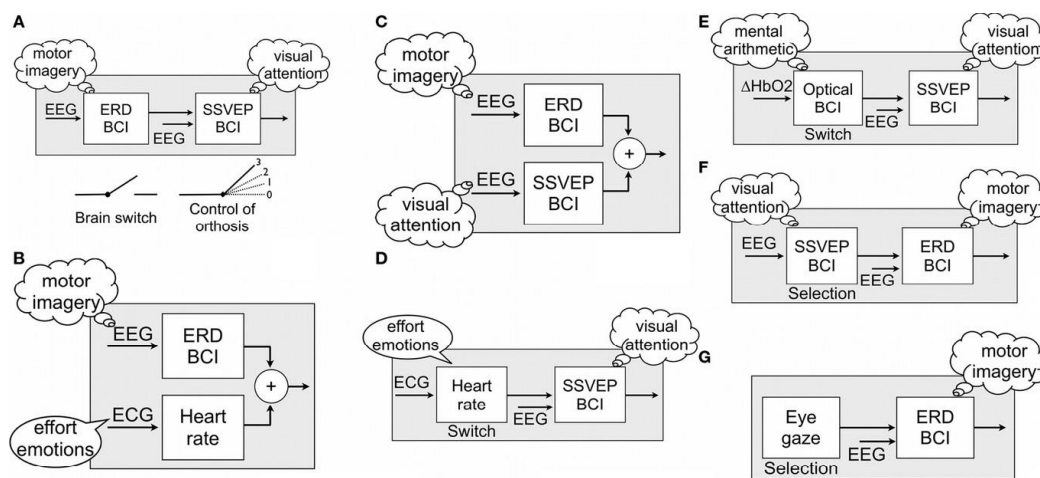 A
motor
imagery
visual
attention
EEG
ERD
BCI
EEG
SSVEP
BCI
Brain switch
3
2
1
0
Control of
orthosis
B
motor
imagery
EEG
ERD
BCI
+
ECG
Heart
rate
effort
emotions
C
motor
imagery
EEG
ERD
BCI
+
EEG
SSVEP
BCI
visual
attention
D
effort
emotions
visual
attention
ECG
Heart
rate
EEG
SSVEP
BCI
Switch
E
mental
arithmetic
visual
attention
ΔHbO2
Optical
BCI
EEG
SSVEP
BCI
Switch
F
visual
attention
motor
imagery
EEG
SSVEP
BCI
EEG
ERD
BCI
Selection
G
motor
imagery
Eye
gaze
EEG
ERD
BCI
Selection